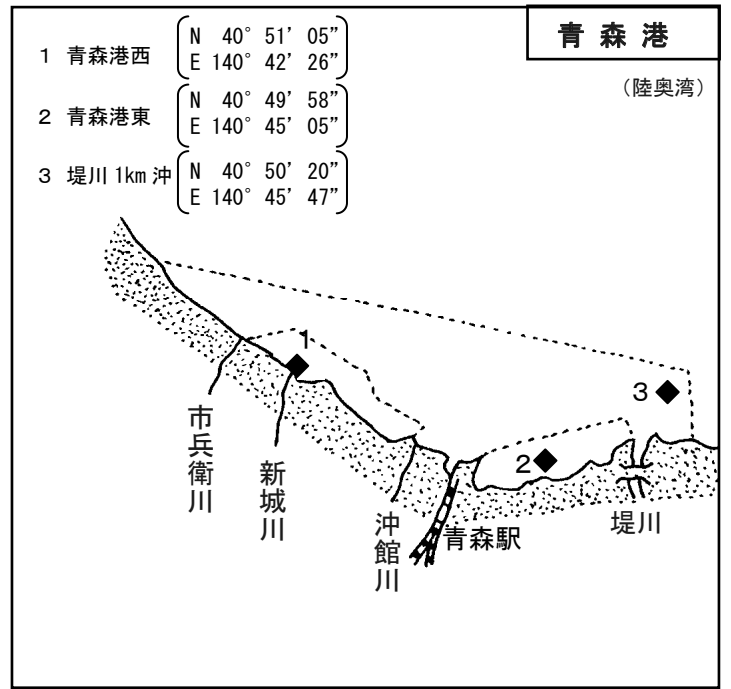 青森港
（陸奥湾）
1 青森港西
N 40° 51’ 05”
E 140° 42’ 26”
2 青森港東
N 40° 49’ 58”
E 140° 45’ 05”
3 堤川 1km 沖
N 40° 50’ 20”
E 140° 45’ 47”
1
3
2
市兵衛川
新城川
沖館川
青森駅
堤川